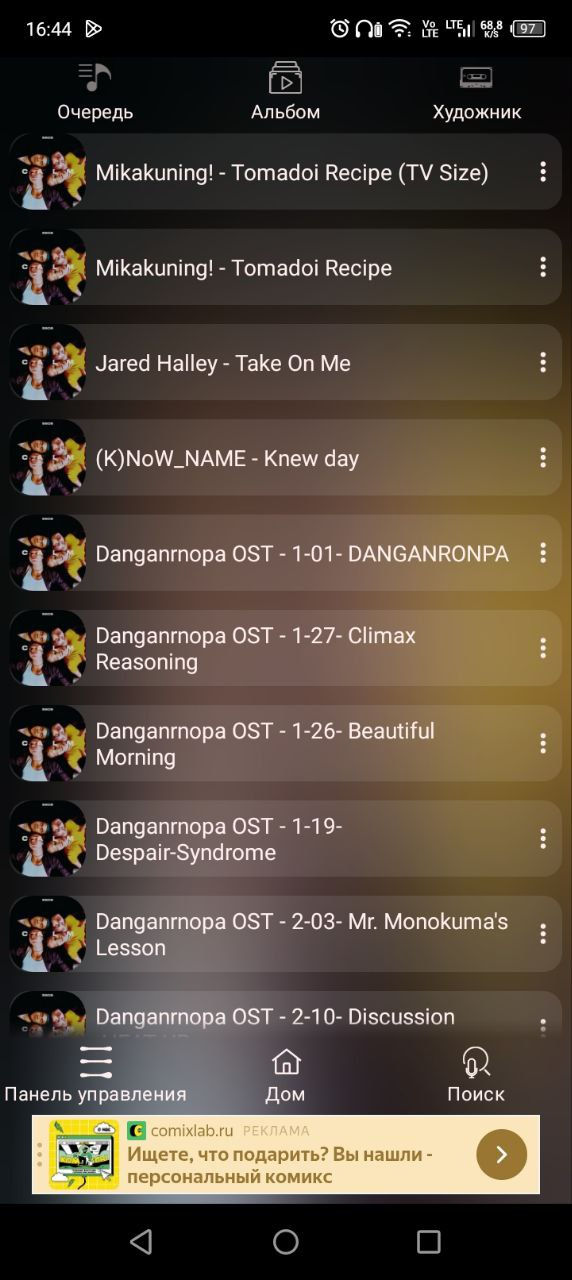 16:44
Vo
LTE
LTE
68,8
K/S
97
Очередь
Альбом
Художник
Mikakuning! - Tomadoi Recipe (TV Size)
Mikakuning! - Tomadoi Recipe
Jared Halley - Take On Me
(K)NoW_NAME - Knew day
Danganrnopa OST - 1-01- DANGANRONPA
Danganrnopa OST - 1-27- Climax
Reasoning
Danganrnopa OST - 1-26- Beautiful
Morning
Danganrnopa OST - 1-19-
Despair-Syndrome
Danganrnopa OST - 2-03- Mr. Monokuma's
Lesson
Danganrnopa OST - 2-10- Discussion
Панель управления
Дом
Поиск
comixlab.ru РЕКЛАМА
Ищете, что подарить? Вы нашли -
персональный комикс